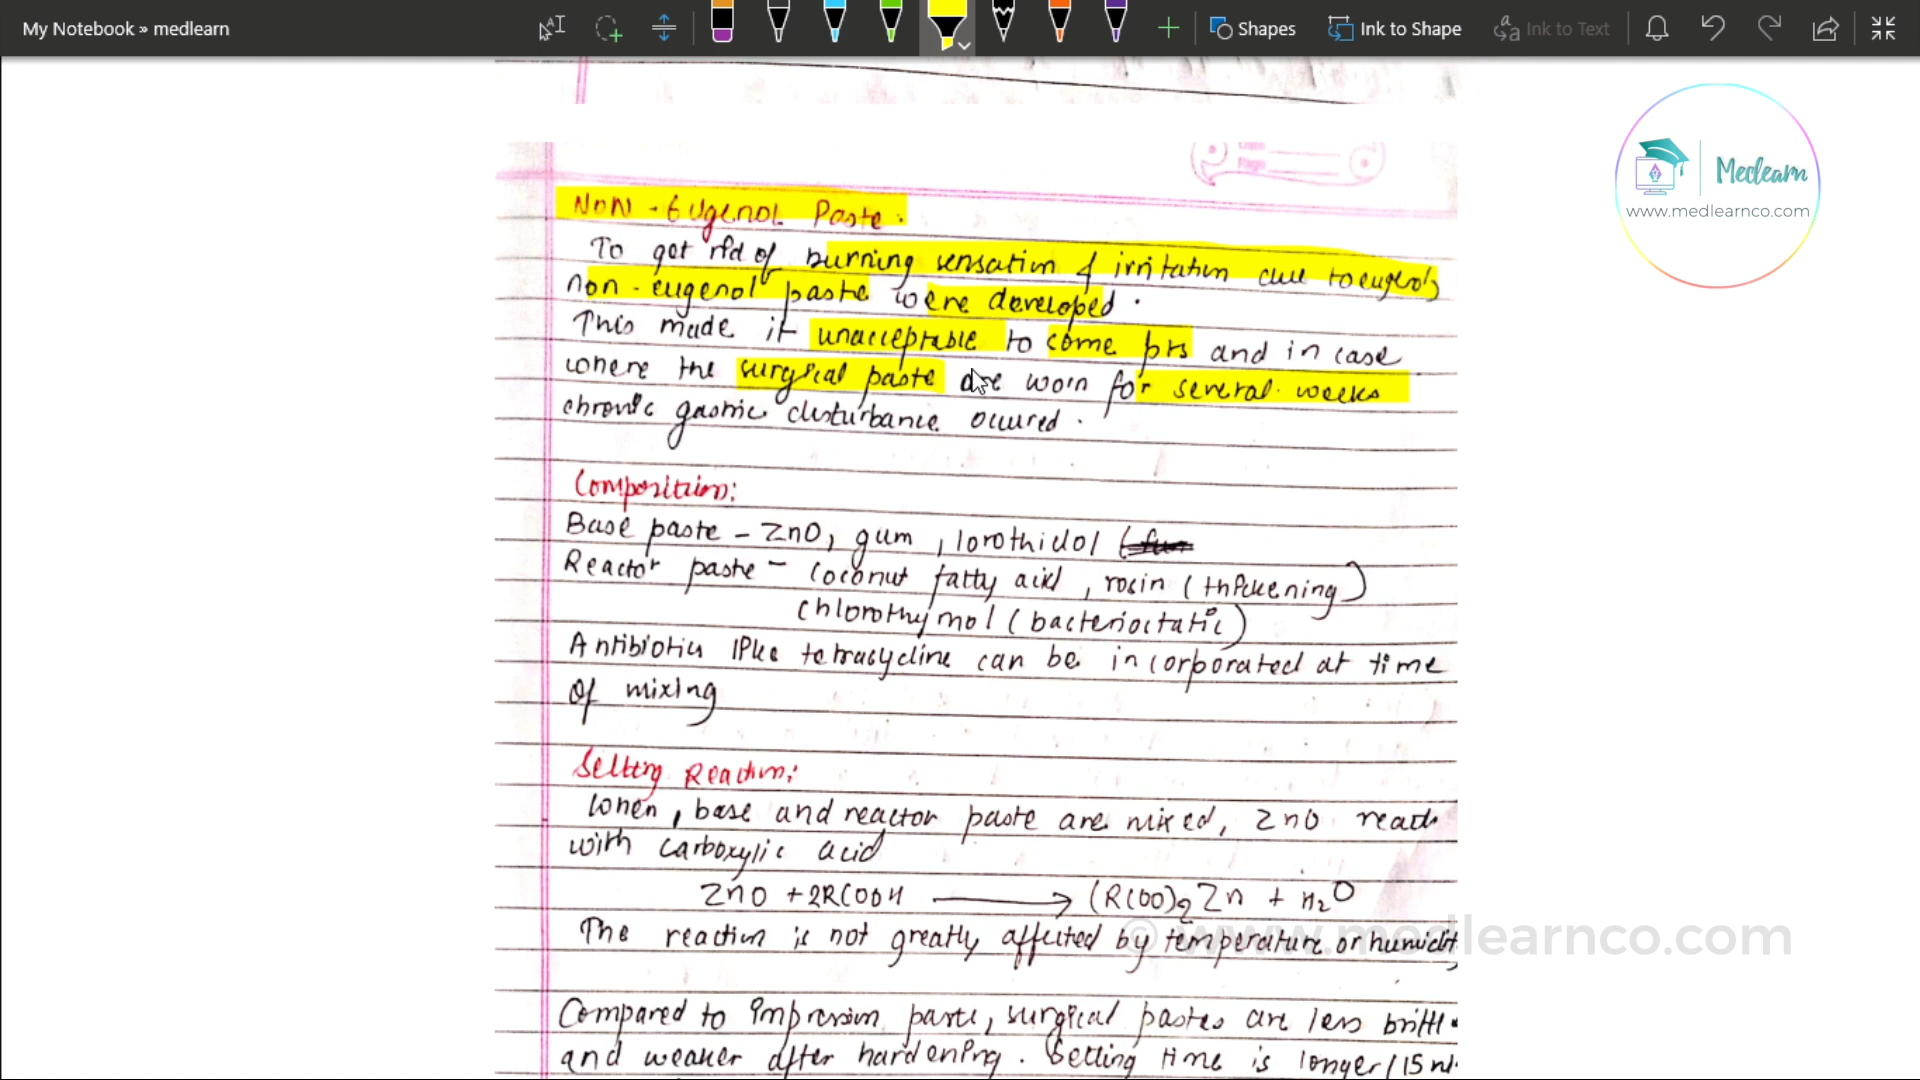 My Notebook » medlearn
Shapes
Ink to Shape
Ink to Text
Medlearn
www.medlearnco.com
NON - Eugenol Paste.
To get rid of burning sensation & irritation due to eugenol,
non-eugenol paste were developed.
This made it unacceptable to some pts and in case
where the surgical paste are worn for several weeks
chronic gastric disturbance occured.
Composition:
Base paste - ZnO, gum, lorothidol
Reactor paste - coconut fatty acid, rosin (thickening)
chlorothymol (bacteriostatic)
Antibiotics like tetracycline can be incorporated at time
of mixing
Setting Reaction:
When, base and reactor paste are mixed, ZnO reacts
with carboxylic acid
ZnO + 2RCOOH → (RCOO)2 Zn + H2O
The reaction is not greatly affected by temperature or humidit
© www.medlearnco.com
Compared to impression paste, surgical pastes are less brittle
and weaker after hardening. Setting time is longer (15 m